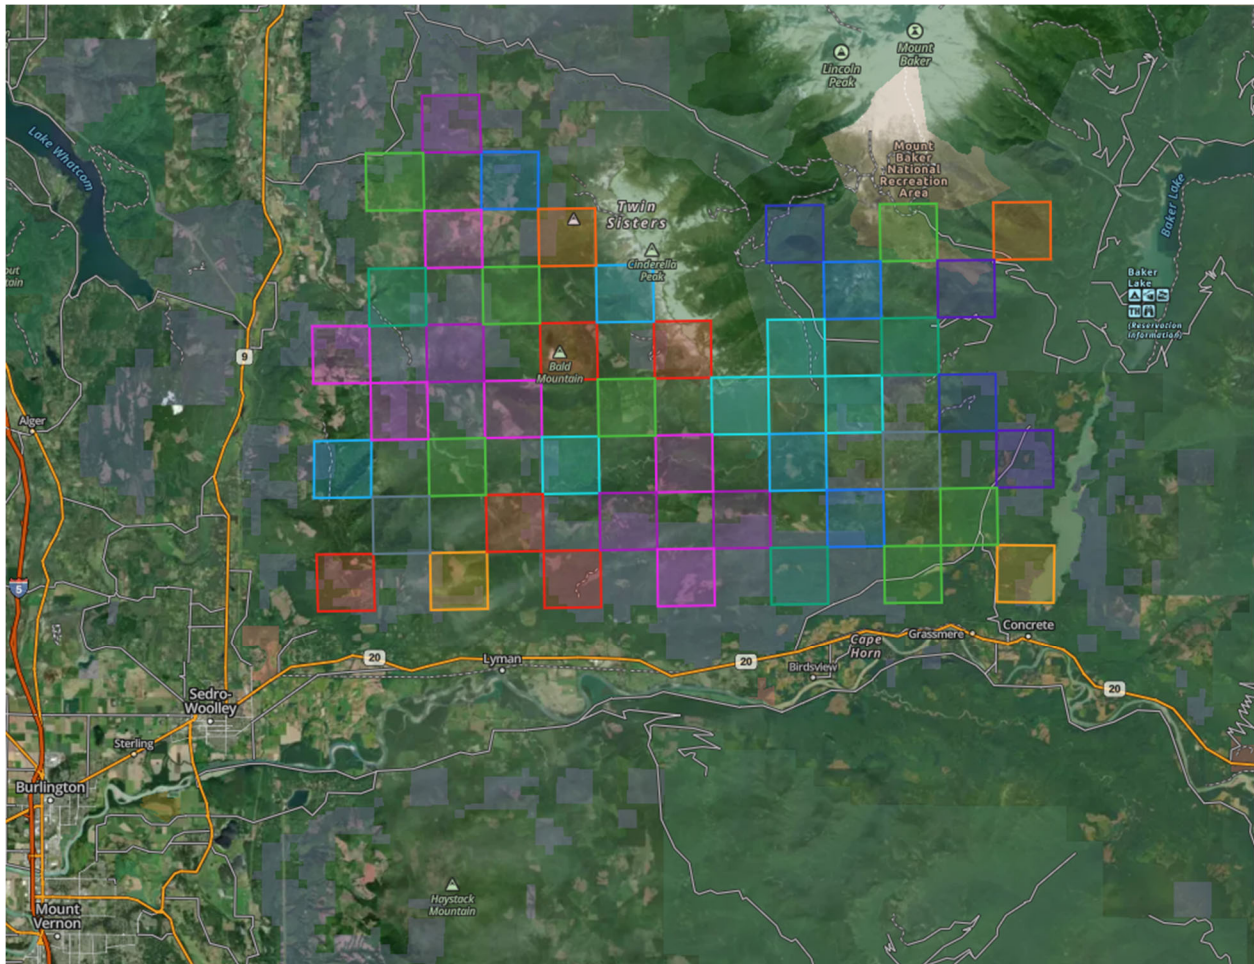 Mount
Baker
Lincoln
Peak
Lake Whatcom
Mount
Baker
National
Recreation
Area
Twin
Sisters
Baker Lake
Cinderella
Peak
Baker
Lake
(Reservation
Information)
9
Bald
Mountain
Alger
5
20
Lyman
20
Cape
Horn
Grassmere
Concrete
Birdsview
20
Sedro-
Woolley
Sterling
Burlington
Haystack
Mountain
Mount
Vernon